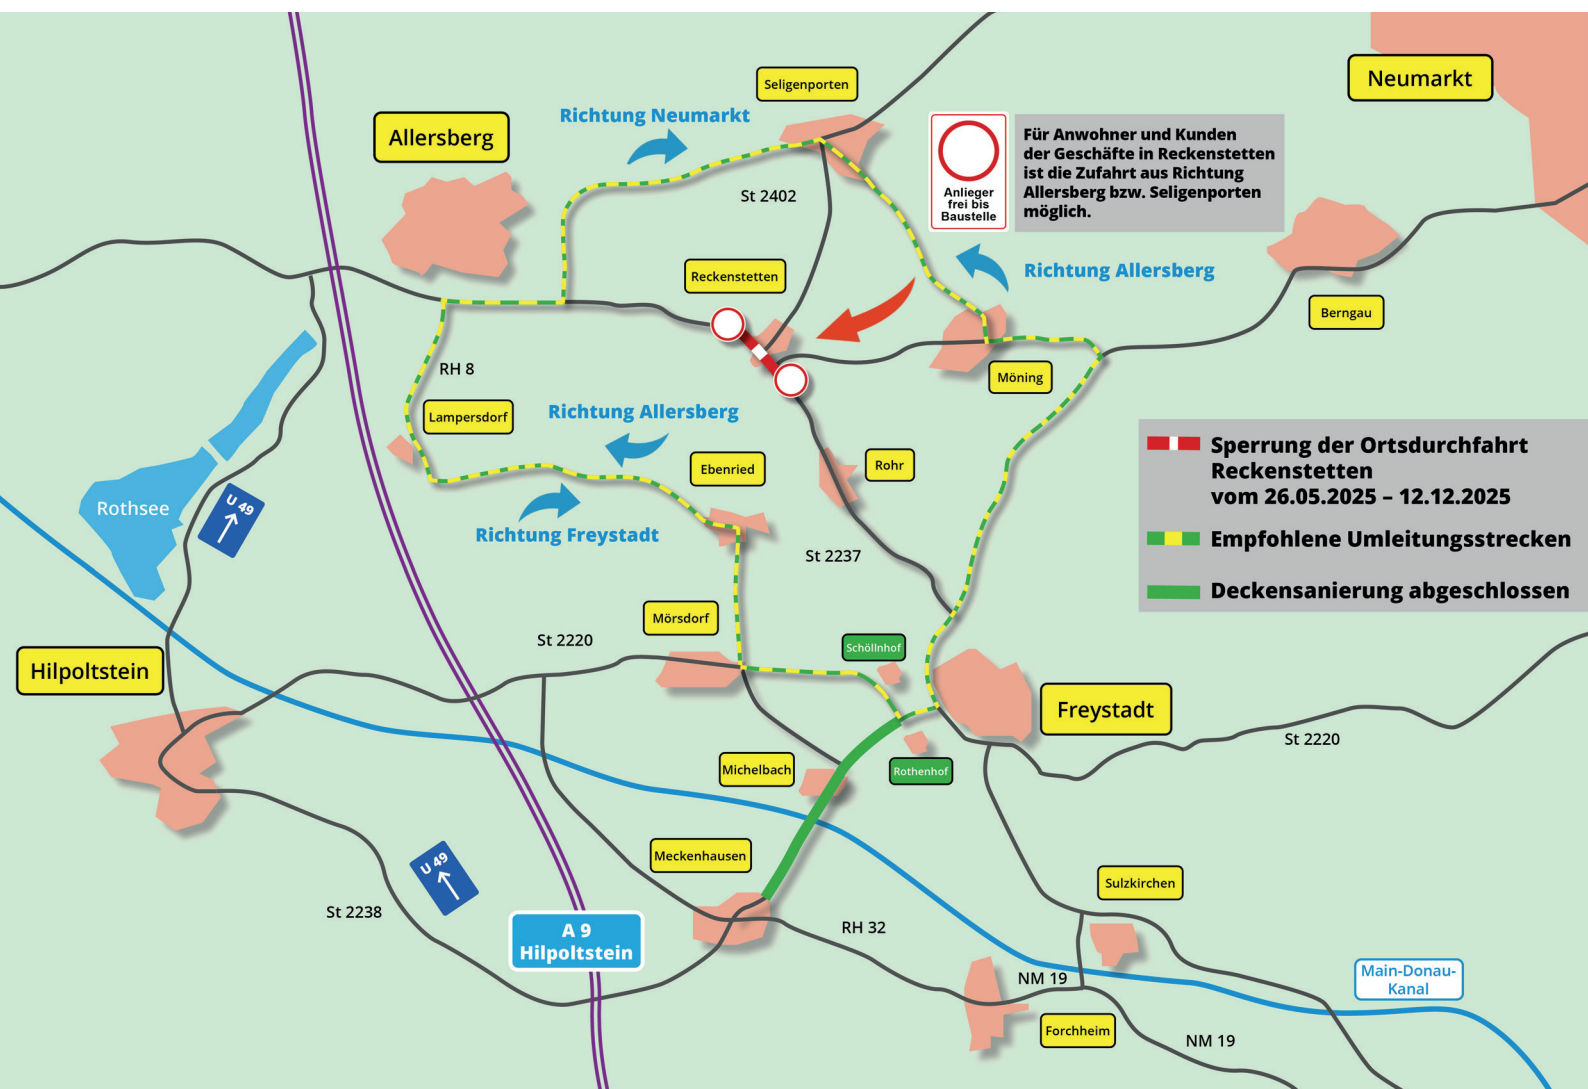 Seligenporten
Neumarkt
Richtung Neumarkt
Allersberg
Für Anwohner und Kunden
der Geschäfte in Reckenstetten
ist die Zufahrt aus Richtung
Allersberg bzw. Seligenporten
möglich.
Anlieger
frei bis
Baustelle
St 2402
Reckenstetten
Richtung Allersberg
Berngau
RH 8
Möning
Lampersdorf
Richtung Allersberg
Sperrung der Ortsdurchfahrt
Reckenstetten
vom 26.05.2025 – 12.12.2025
Ebenried
Rohr
Rothsee
U 49
Richtung Freystadt
Empfohlene Umleitungsstrecken
St 2237
Deckensanierung abgeschlossen
Mörsdorf
St 2220
Schöllnhof
Hilpoltstein
Freystadt
St 2220
Michelbach
Rothenhof
Meckenhausen
U 49
Sulzkirchen
St 2238
A 9
Hilpoltstein
RH 32
NM 19
Main-Donau-
Kanal
Forchheim
NM 19